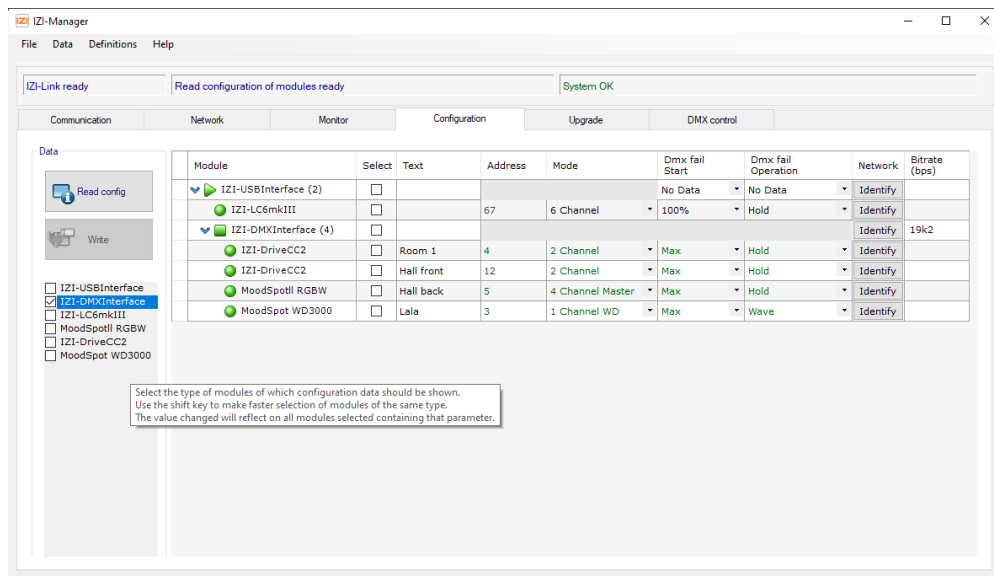 IZI IZI-Manager
File Data Definitions Help
IZI-Link ready Read configuration of modules ready System OK
Communication Network Monitor Configuration Upgrade DMX control
Data
Read config
Write
IZI-USBInterface
IZI-DMXInterface
IZI-LC6mkIII
MoodSpotII RGBW
IZI-DriveCC2
MoodSpot WD3000
Module Select Text Address Mode Dmx fail Start Dmx fail Operation Network Bitrate (bps)
IZI-USBInterface (2) No Data No Data Identify
IZI-LC6mkIII 67 6 Channel 100% Hold Identify
IZI-DMXInterface (4) Identify 19k2
IZI-DriveCC2 Room 1 4 2 Channel Max Hold Identify
IZI-DriveCC2 Hall front 12 2 Channel Max Hold Identify
MoodSpotII RGBW Hall back 5 4 Channel Master Max Hold Identify
MoodSpot WD3000 Lala 3 1 Channel WD Max Wave Identify
Select the type of modules of which configuration data should be shown.
Use the shift key to make faster selection of modules of the same type.
The value changed will reflect on all modules selected containing that parameter.